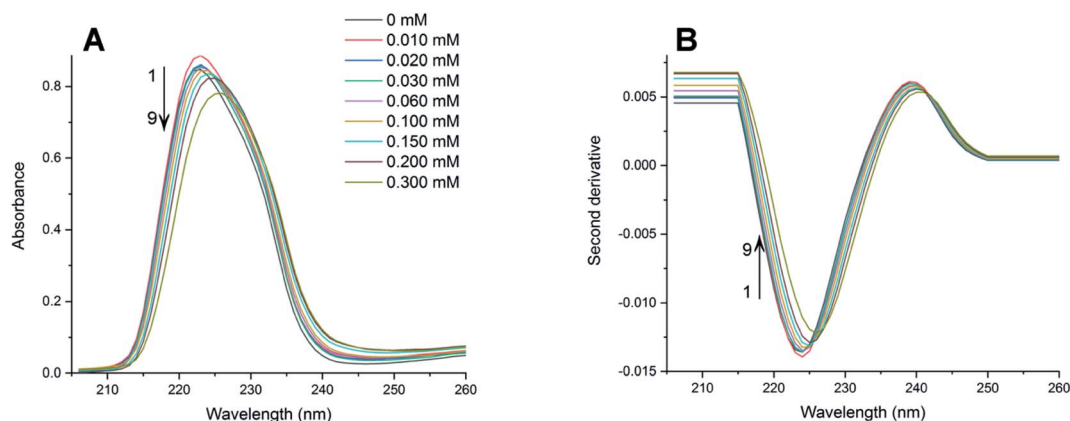 A
0 mM
0.010 mM
0.020 mM
0.030 mM
0.060 mM
0.100 mM
0.150 mM
0.200 mM
0.300 mM
1
9
0.8
0.6
0.4
0.2
0.0
Absorbance
210 220 230 240 250 260
Wavelength (nm)
B
9
1
0.005
0.000
-0.005
-0.010
-0.015
Second derivative
210 220 230 240 250 260
Wavelength (nm)